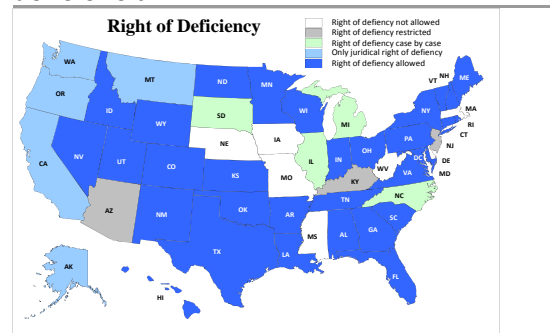 Right of Deficiency
Right of defiency not allowed
Right of defiency restricted
Right of deficiency case by case
Only juridical right of defiency
Right of defiency allowed
WA
MT
ND
MN
VT
NH
ME
OR
ID
WY
SD
WI
MI
NY
MA
RI
CT
NV
UT
CO
NE
IA
IL
IN
OH
PA
NJ
CA
KS
MO
KY
WV
DC
VA
DE
MD
AZ
NM
OK
AR
TN
NC
SC
TX
LA
MS
AL
GA
AK
HI
FL